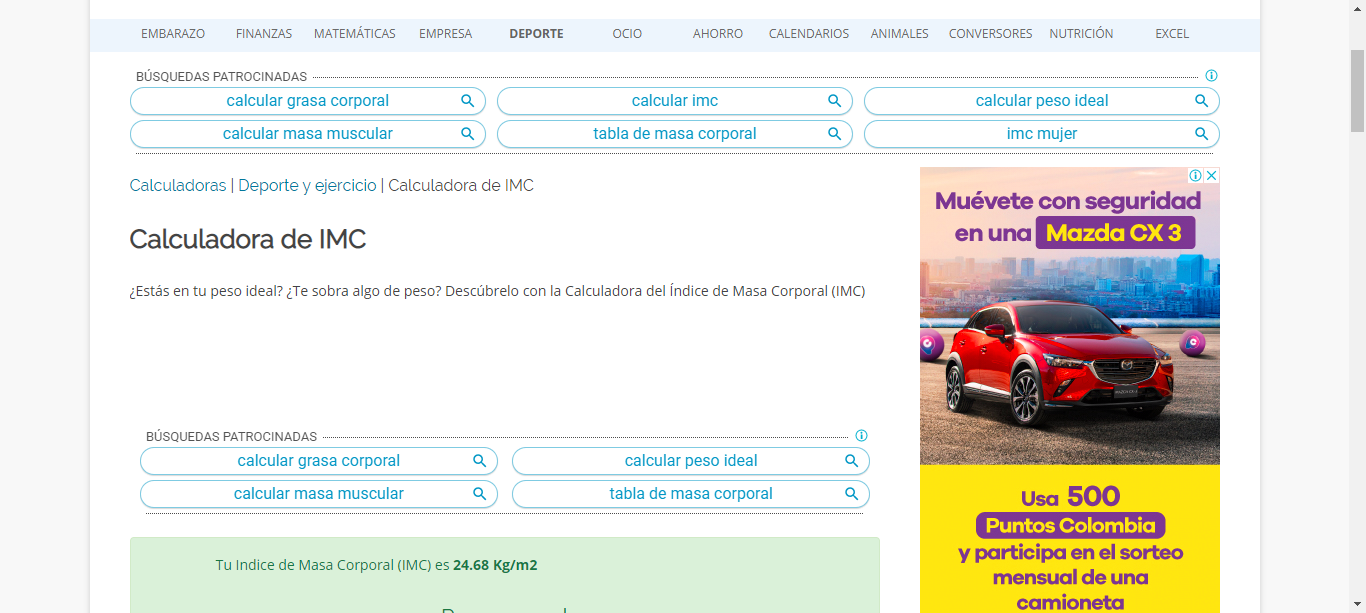 EMBARAZO FINANZAS MATEMÁTICAS EMPRESA DEPORTE OCIO AHORRO CALENDARIOS ANIMALES CONVERSORES NUTRICIÓN EXCEL
BÚSQUEDAS PATROCINADAS
calcular grasa corporal
calcular imc
calcular peso ideal
calcular masa muscular
tabla de masa corporal
imc mujer
Calculadoras | Deporte y ejercicio | Calculadora de IMC
Calculadora de IMC
¿Estás en tu peso ideal? ¿Te sobra algo de peso? Descúbrelo con la Calculadora del Índice de Masa Corporal (IMC)
BÚSQUEDAS PATROCINADAS
calcular grasa corporal
calcular peso ideal
calcular masa muscular
tabla de masa corporal
Tu Indice de Masa Corporal (IMC) es 24.68 Kg/m2
Muévete con seguridad
en una Mazda CX 3
Usa 500
Puntos Colombia
y participa en el sorteo
mensual de una
camioneta